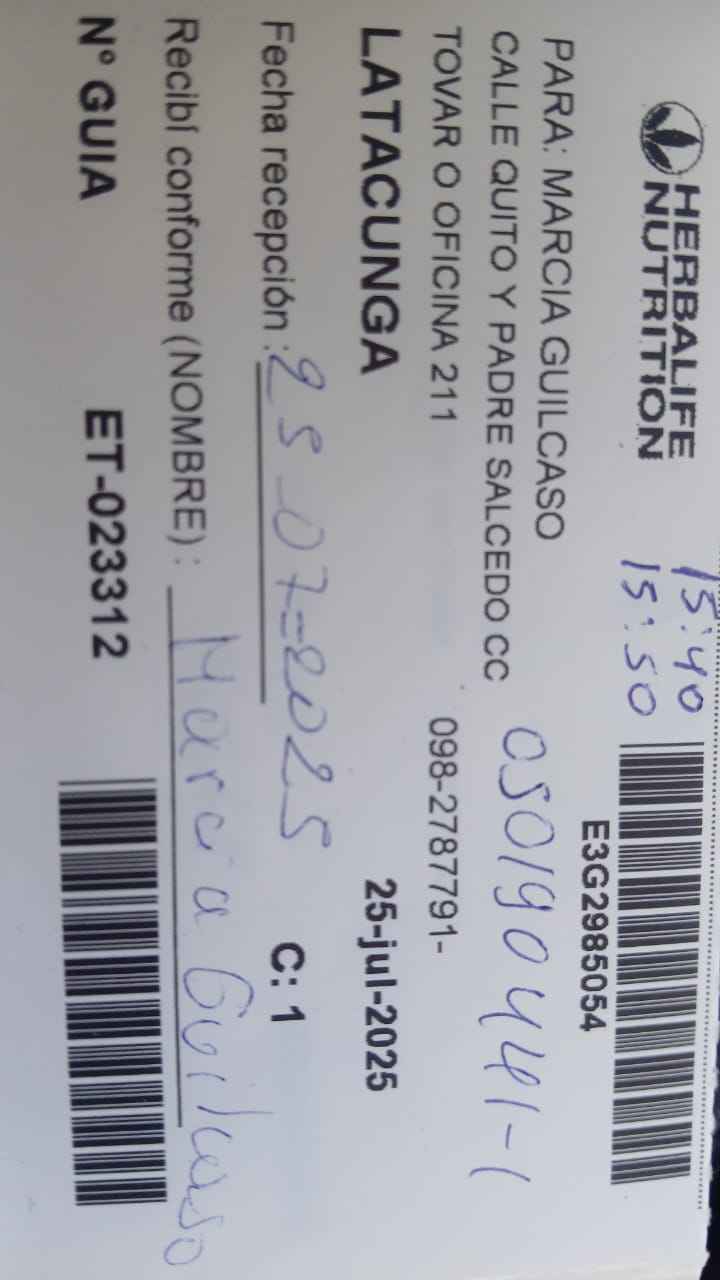 HERBALIFE
NUTRITION
15:40
15:50
E3G2985054
PARA: MARCIA GUILCASO
CALLE QUITO Y PADRE SALCEDO CC
050190441-1
TOVAR O OFICINA 211
098-2787791-
LATACUNGA
25-jul-2025
Fecha recepción : 25-07-2025
C: 1
Recibí conforme (NOMBRE) : Marcia Guilcaso
N° GUIA
ET-023312